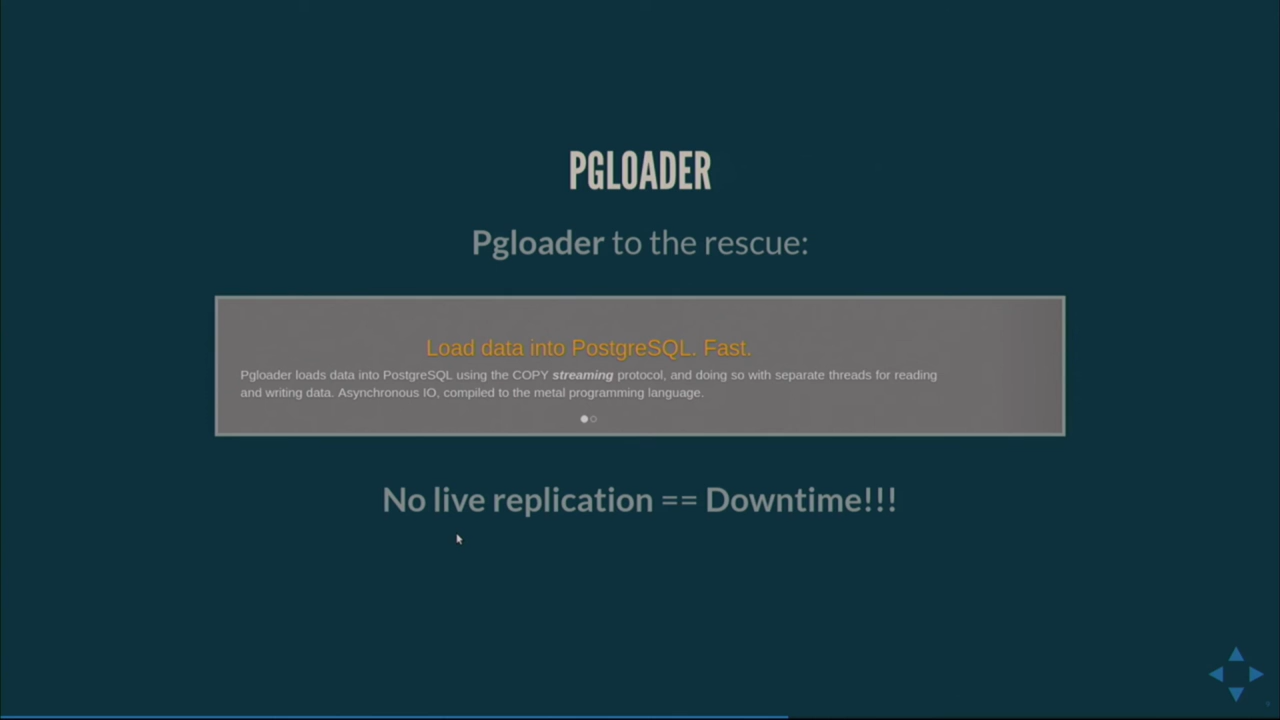 PGLOADER
Pgloader to the rescue:
Load data into PostgreSQL. Fast.
Pgloader loads data into PostgreSQL using the COPY streaming protocol, and doing so with separate threads for reading
and writing data. Asynchronous IO, compiled to the metal programming language.
No live replication == Downtime!!!